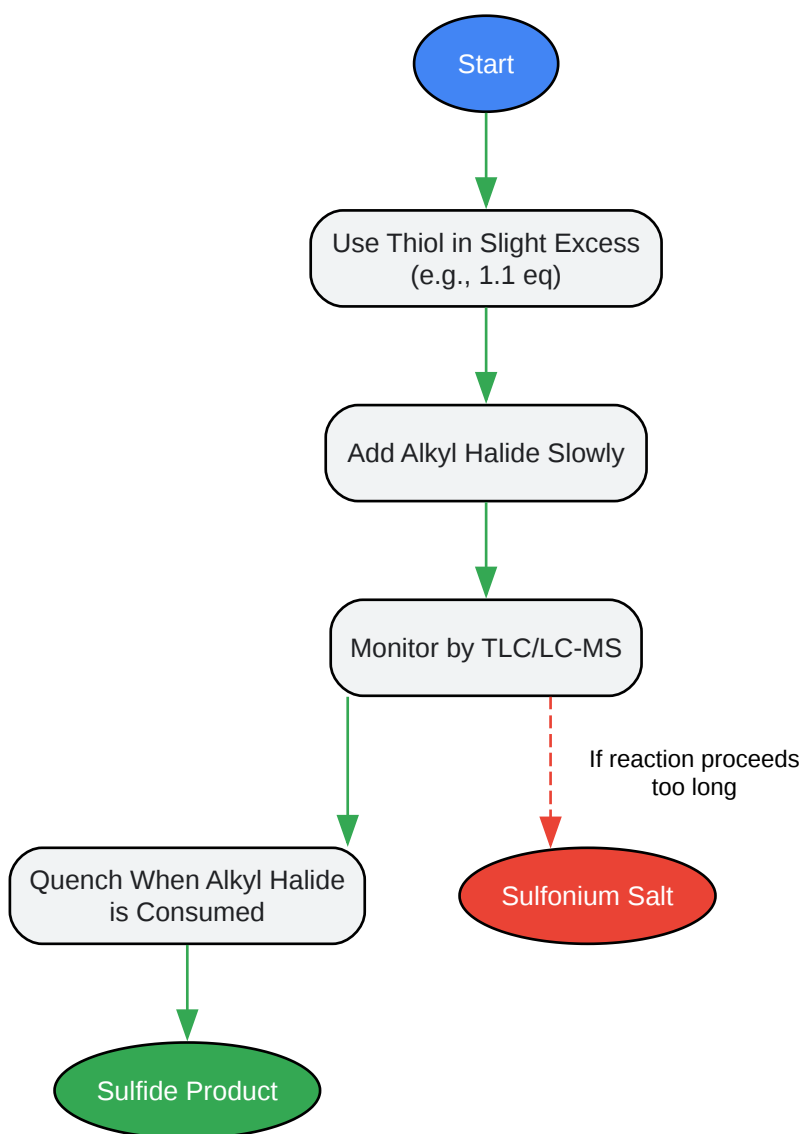 Start
Use Thiol in Slight Excess
(e.g., 1.1 eq)
Add Alkyl Halide Slowly
Monitor by TLC/LC-MS
If reaction proceeds
too long
Quench When Alkyl Halide
is Consumed
Sulfonium Salt
Sulfide Product